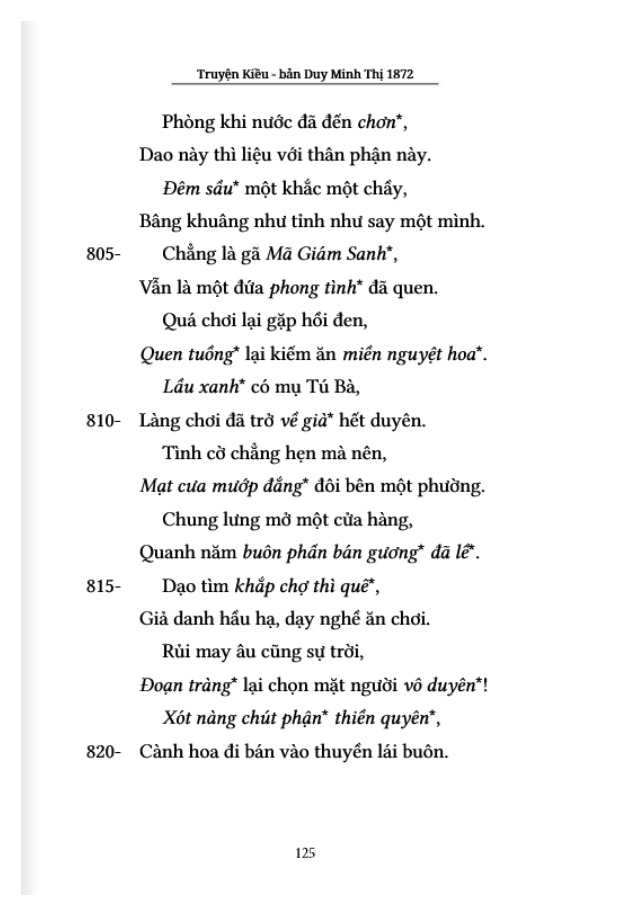 Truyện Kiều - bản Duy Minh Thị 1872
Phòng khi nước đã đến chơn*,
Dao này thì liệu với thân phận này.
Đêm sầu* một khắc một chầy,
Bâng khuâng như tỉnh như say một mình.
805- Chẳng là gã Mã Giám Sanh*,
Vẫn là một đứa phong tình* đã quen.
Quá chơi lại gặp hồi đen,
Quen tuồng* lại kiếm ăn miền nguyệt hoa*.
Lầu xanh* có mụ Tú Bà,
810- Làng chơi đã trở về già* hết duyên.
Tình cờ chẳng hẹn mà nên,
Mạt cưa mướp đắng* đôi bên một phường.
Chung lưng mở một cửa hàng,
Quanh năm buôn phấn bán gương* đã lề*.
815- Dạo tìm khắp chợ thì quê*,
Giả danh hầu hạ, dạy nghề ăn chơi.
Rủi may âu cũng sự trời,
Đoạn tràng* lại chọn mặt người vô duyên*!
Xót nàng chút phận* thiền quyên*,
820- Cành hoa đi bán vào thuyền lái buôn.
125